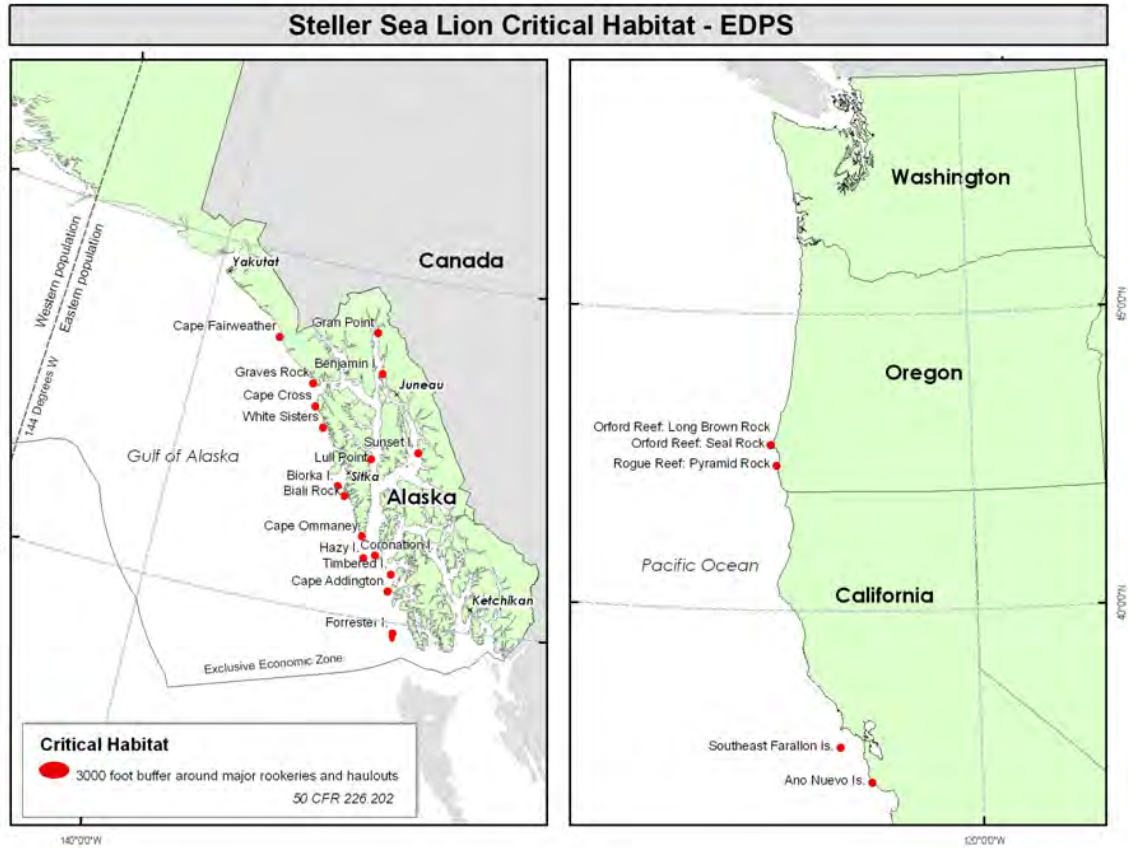 Steller Sea Lion Critical Habitat - EDPS
Western population
Eastern population
144 Degrees W
Canada
Yakutat
Cape Fairweather
Gran Point
Graves Rock
Benjamin I.
Juneau
Cape Cross
White Sisters
Gulf of Alaska
Sunset I.
Lull Point
Sitka
Biorka I.
Biali Rock
Alaska
Cape Ommaney
Hazy I.
Coronation I.
Timbered I.
Cape Addington
Ketchikan
Forrester I.
Exclusive Economic Zone
Critical Habitat
3000 foot buffer around major rookeries and haulouts
50 CFR 226.202
140°0'0"W
Washington
45°0'0"N
Oregon
Orford Reef: Long Brown Rock
Orford Reef: Seal Rock
Rogue Reef: Pyramid Rock
Pacific Ocean
California
40°0'0"N
Southeast Farallon Is.
Ano Nuevo Is.
120°0'0"W